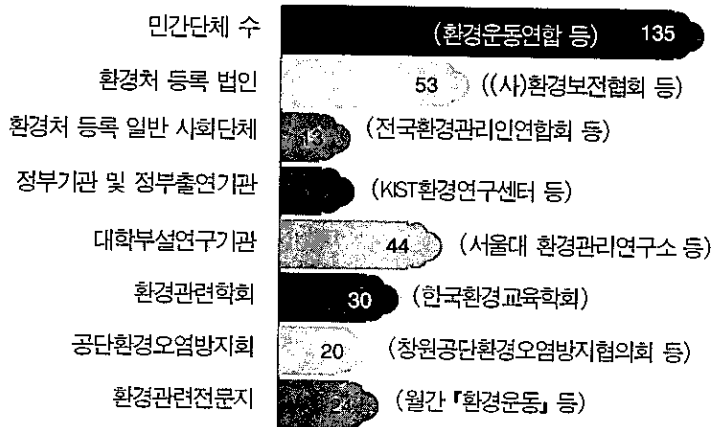 민간단체 수 (환경운동연합 등) 135
환경처 등록 법인 53 ((사)환경보전협회 등)
환경처 등록 일반 사회단체 13 (전국환경관리인연합회 등)
정부기관 및 정부출연기관 (KIST환경연구센터 등)
대학부설연구기관 44 (서울대 환경관리연구소 등)
환경관련학회 30 (한국환경교육학회)
공단환경오염방지회 20 (창원공단환경오염방지협의회 등)
환경관련전문지 24 (월간 『환경운동』 등)